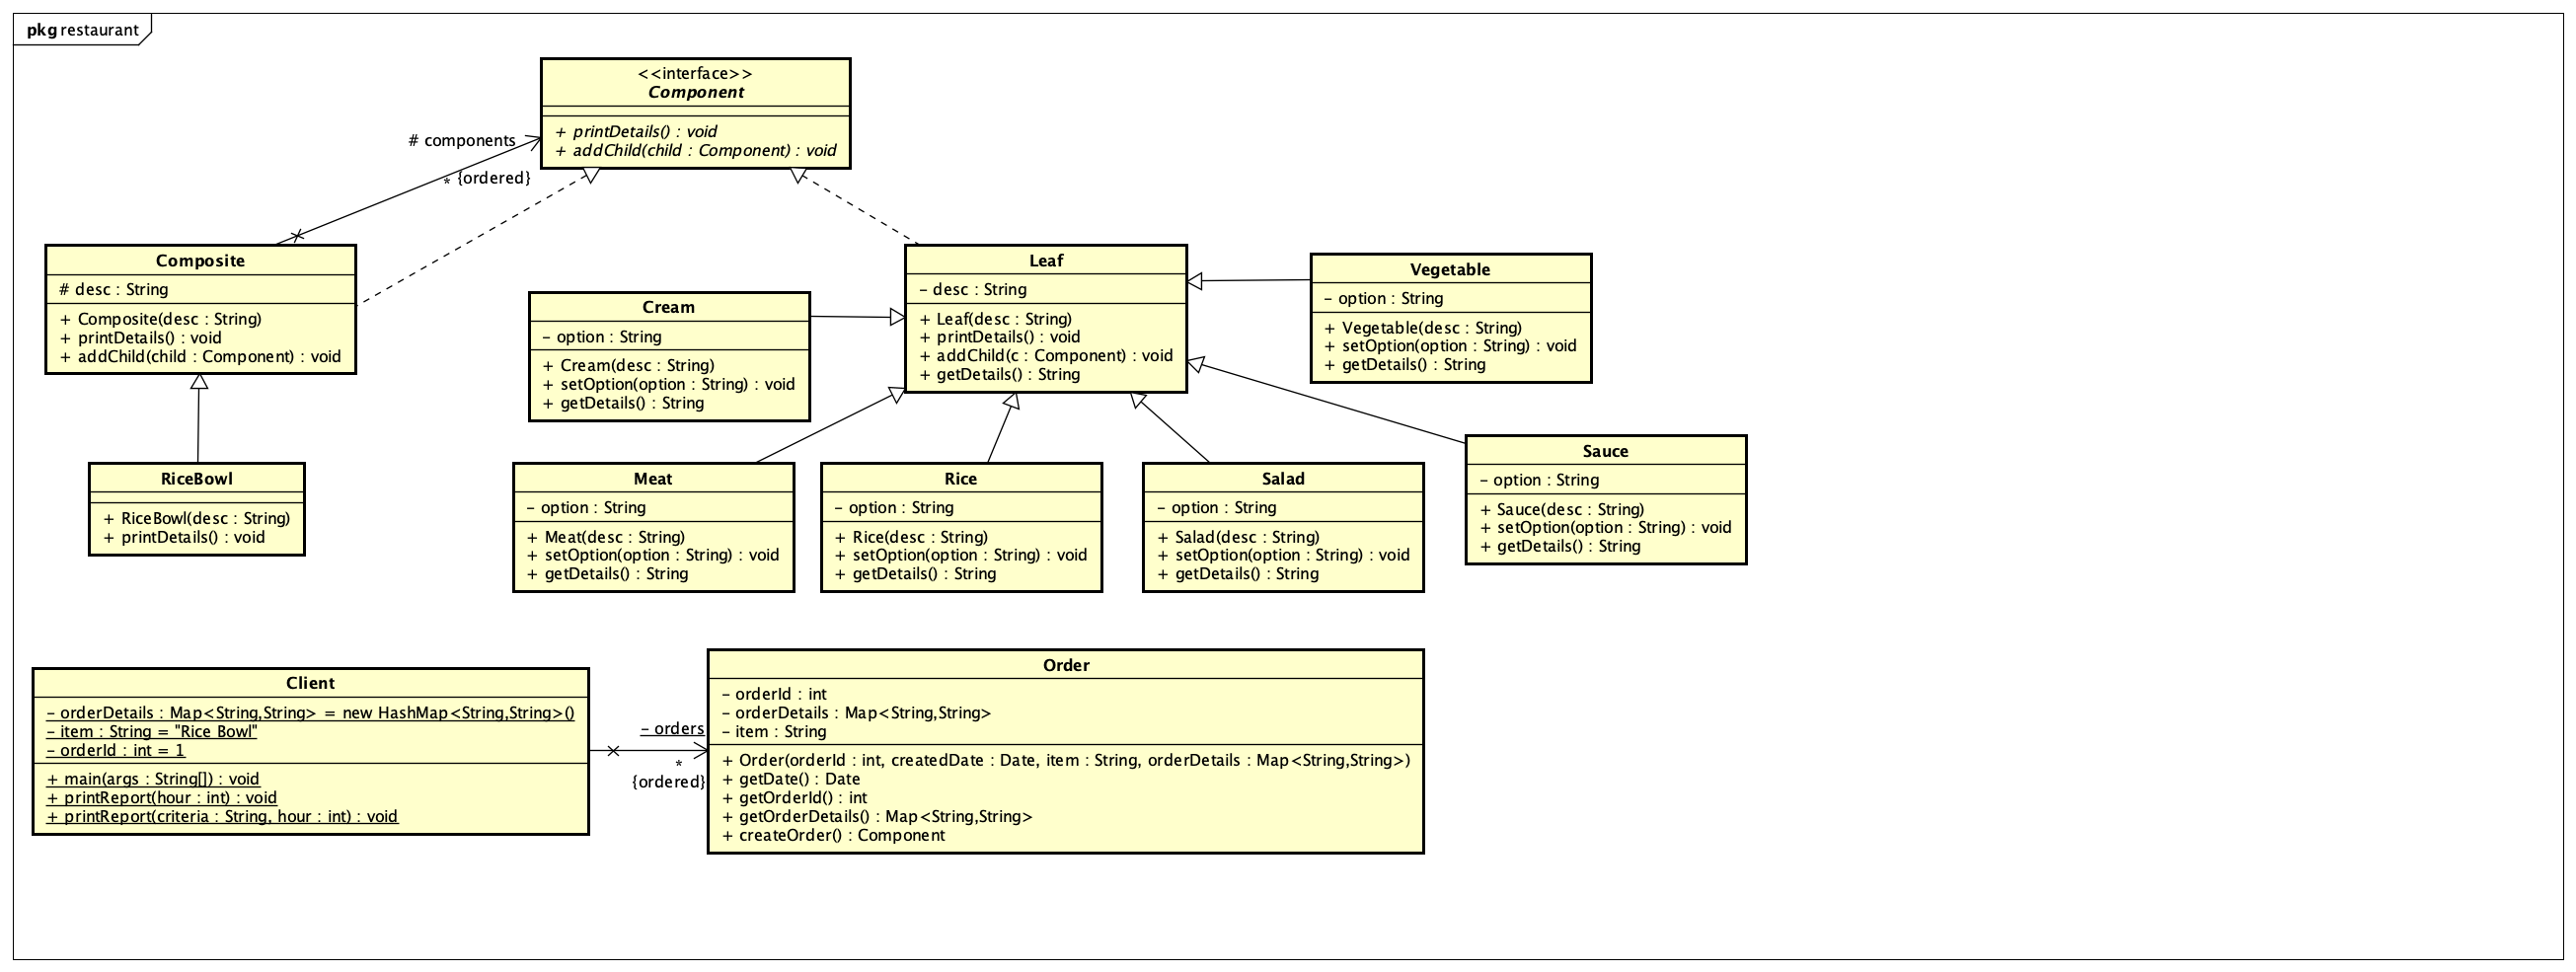 pkg restaurant
<<interface>>
Component
+ printDetails() : void
+ addChild(child : Component) : void
# components
* {ordered}
Composite
# desc : String
+ Composite(desc : String)
+ printDetails() : void
+ addChild(child : Component) : void
Cream
– option : String
+ Cream(desc : String)
+ setOption(option : String) : void
+ getDetails() : String
Leaf
– desc : String
+ Leaf(desc : String)
+ printDetails() : void
+ addChild(c : Component) : void
+ getDetails() : String
Vegetable
– option : String
+ Vegetable(desc : String)
+ setOption(option : String) : void
+ getDetails() : String
RiceBowl
+ RiceBowl(desc : String)
+ printDetails() : void
Meat
– option : String
+ Meat(desc : String)
+ setOption(option : String) : void
+ getDetails() : String
Rice
– option : String
+ Rice(desc : String)
+ setOption(option : String) : void
+ getDetails() : String
Salad
– option : String
+ Salad(desc : String)
+ setOption(option : String) : void
+ getDetails() : String
Sauce
– option : String
+ Sauce(desc : String)
+ setOption(option : String) : void
+ getDetails() : String
Client
– orderDetails : Map<String,String> = new HashMap<String,String>()
– item : String = "Rice Bowl"
– orderId : int = 1
+ main(args : String[]) : void
+ printReport(hour : int) : void
+ printReport(criteria : String, hour : int) : void
– orders
*
{ordered}
Order
– orderId : int
– orderDetails : Map<String,String>
– item : String
+ Order(orderId : int, createdDate : Date, item : String, orderDetails : Map<String,String>)
+ getDate() : Date
+ getOrderId() : int
+ getOrderDetails() : Map<String,String>
+ createOrder() : Component